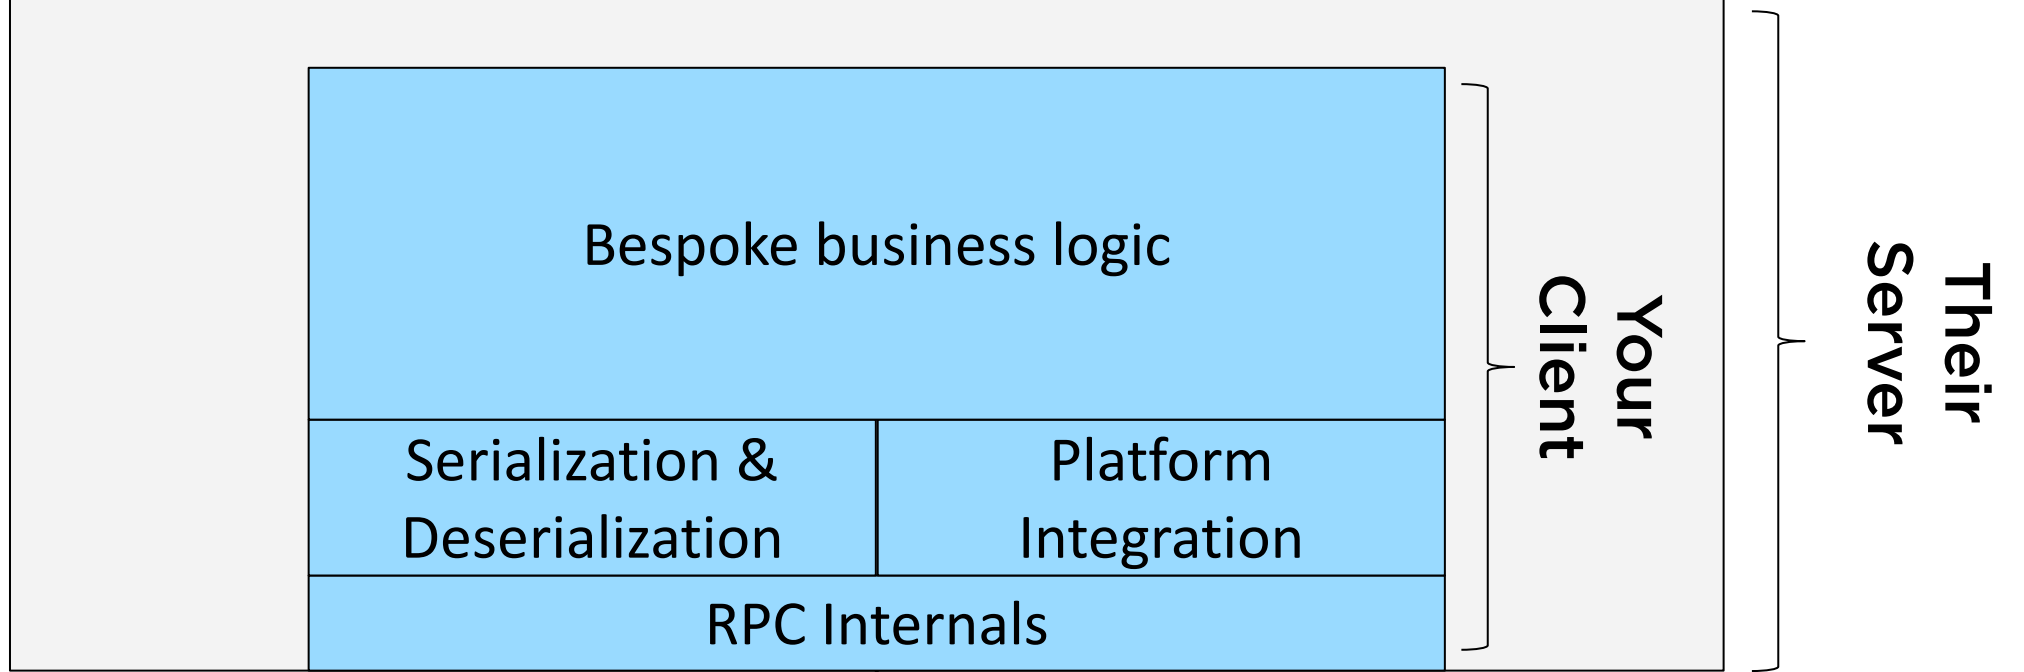 Bespoke business logic
Serialization &
Deserialization
Platform
Integration
RPC Internals
Your
Client
Their
Server